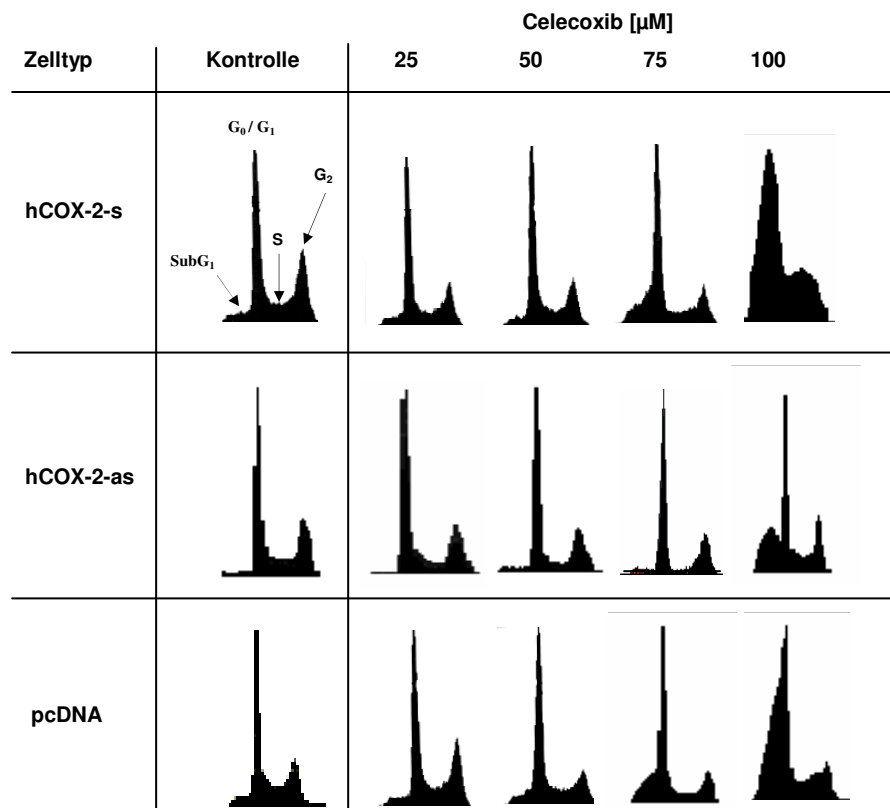 Celecoxib [µM]
Zelltyp Kontrolle 25 50 75 100
G₀ / G₁
G₂
hCOX-2-s
S
SubG₁
hCOX-2-as
pcDNA